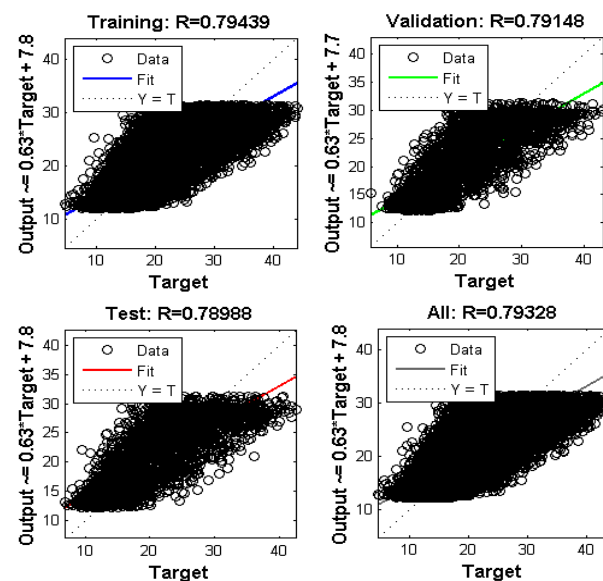 Training: R=0.79439
Output ~= 0.63*Target + 7.8
40
30
20
10
Data
Fit
Y = T
10 20 30 40
Target
Validation: R=0.79148
Output ~= 0.63*Target + 7.7
40
35
30
25
20
15
10
Data
Fit
Y = T
10 20 30 40
Target
Test: R=0.78988
Output ~= 0.63*Target + 7.8
40
35
30
25
20
15
10
Data
Fit
Y = T
10 20 30 40
Target
All: R=0.79328
Output ~= 0.63*Target + 7.8
40
30
20
10
Data
Fit
Y = T
10 20 30 40
Target